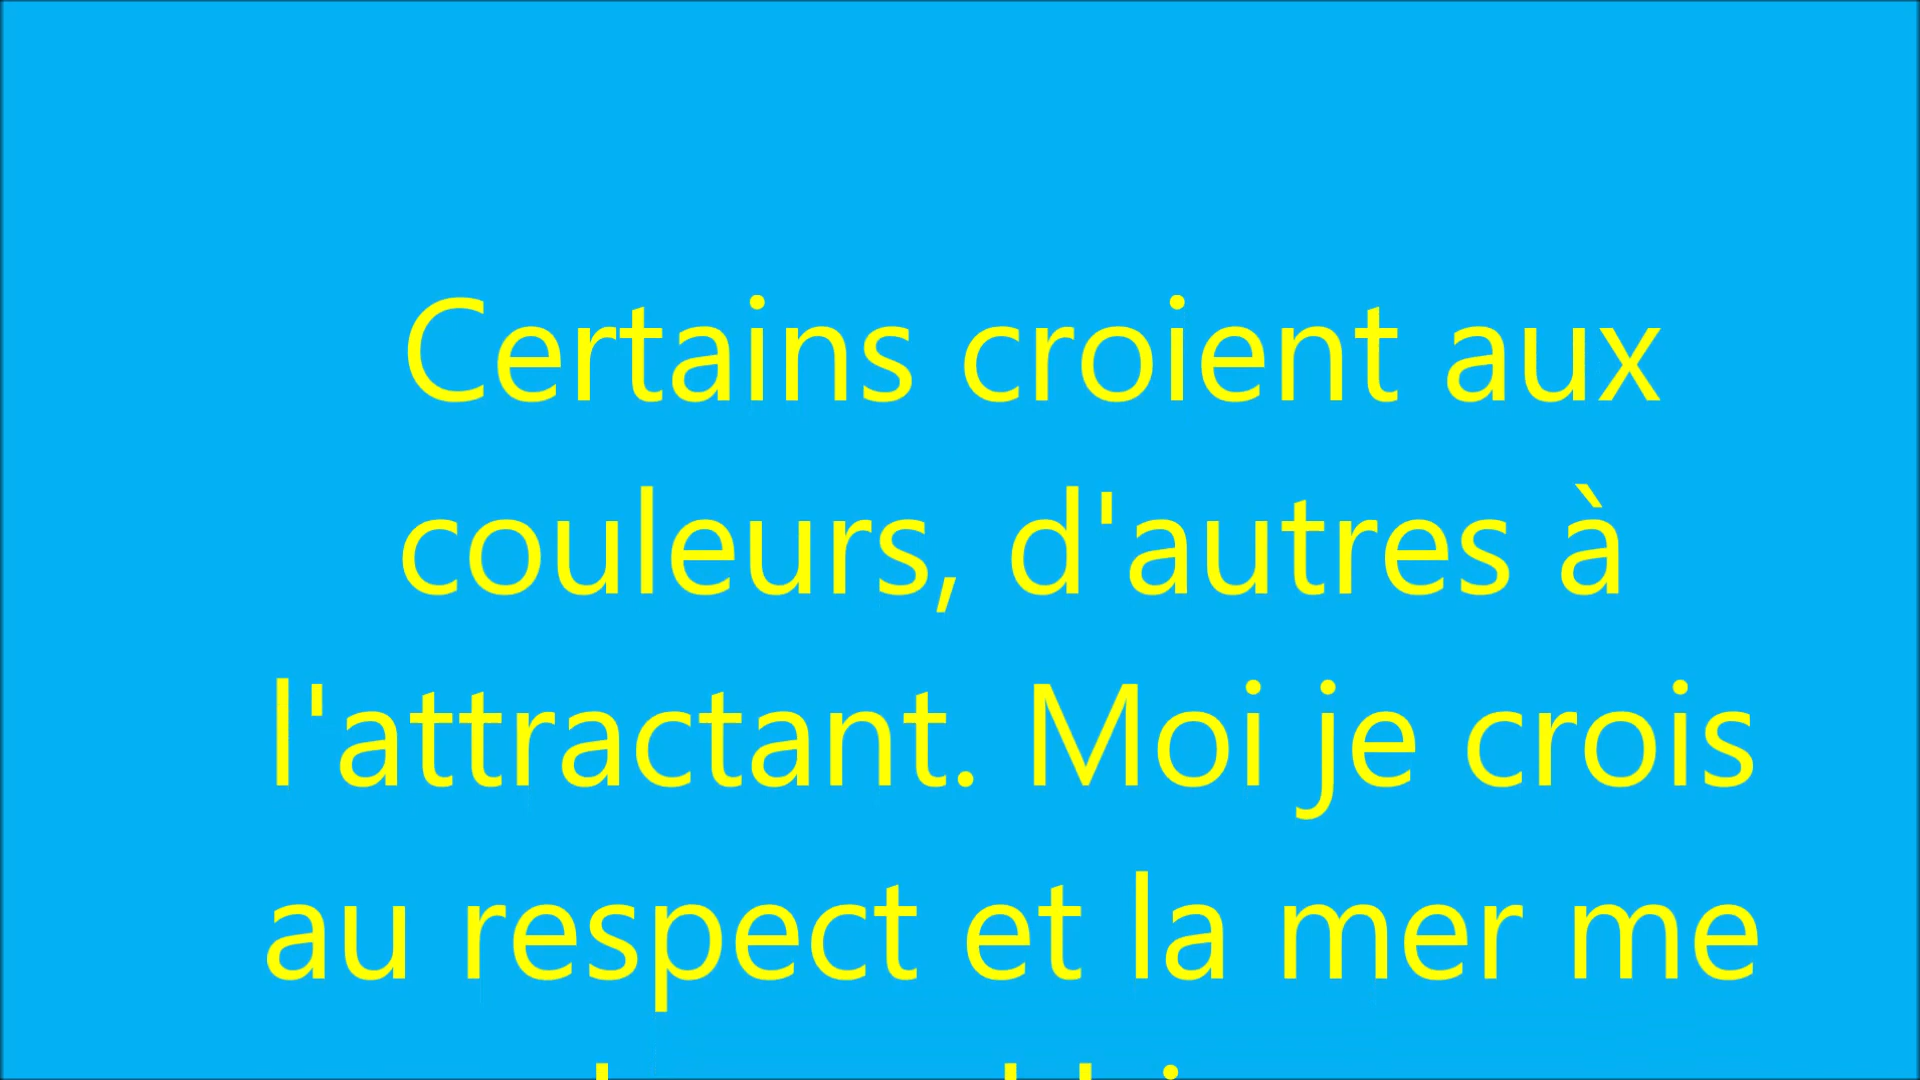 Certains croient aux
couleurs, d'autres à
l'attractant. Moi je crois
au respect et la mer me